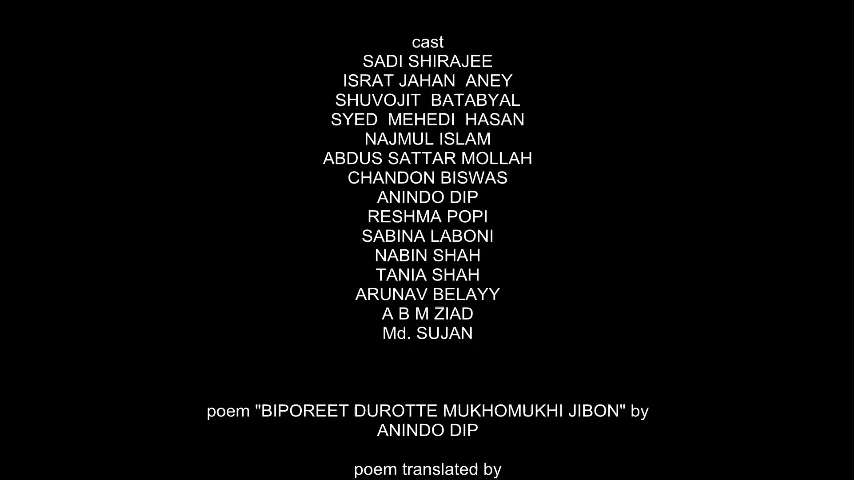 cast
SADI SHIRAJEE
ISRAT JAHAN  ANEY
SHUVOJIT  BATABYAL
SYED  MEHEDI  HASAN
NAJMUL ISLAM
ABDUS SATTAR MOLLAH
CHANDON BISWAS
ANINDO DIP
RESHMA POPI
SABINA LABONI
NABIN SHAH
TANIA SHAH
ARUNAV BELAYY
A B M ZIAD
Md. SUJAN
poem "BIPOREET DUROTTE MUKHOMUKHI JIBON" by
ANINDO DIP
poem translated by